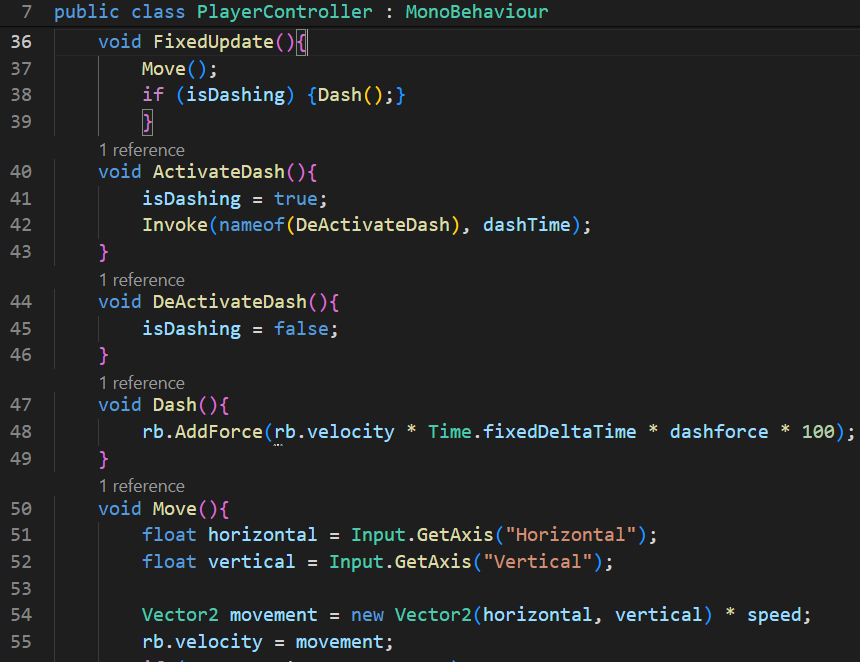 7 public class PlayerController : MonoBehaviour
36 void FixedUpdate(){
37 Move();
38 if (isDashing) {Dash();}
39 }
1 reference
40 void ActivateDash(){
41 isDashing = true;
42 Invoke(nameof(DeActivateDash), dashTime);
43 }
1 reference
44 void DeActivateDash(){
45 isDashing = false;
46 }
1 reference
47 void Dash(){
48 rb.AddForce(rb.velocity * Time.fixedDeltaTime * dashforce * 100);
49 }
1 reference
50 void Move(){
51 float horizontal = Input.GetAxis("Horizontal");
52 float vertical = Input.GetAxis("Vertical");
53
54 Vector2 movement = new Vector2(horizontal, vertical) * speed;
55 rb.velocity = movement;